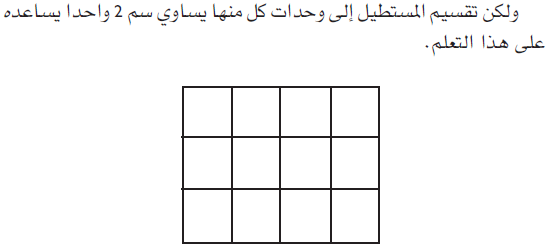 ولكن تقسيم المستطيل إلى وحدات كل منها يساوي سم 2 واحدا يساعده
على هذا التعلم.